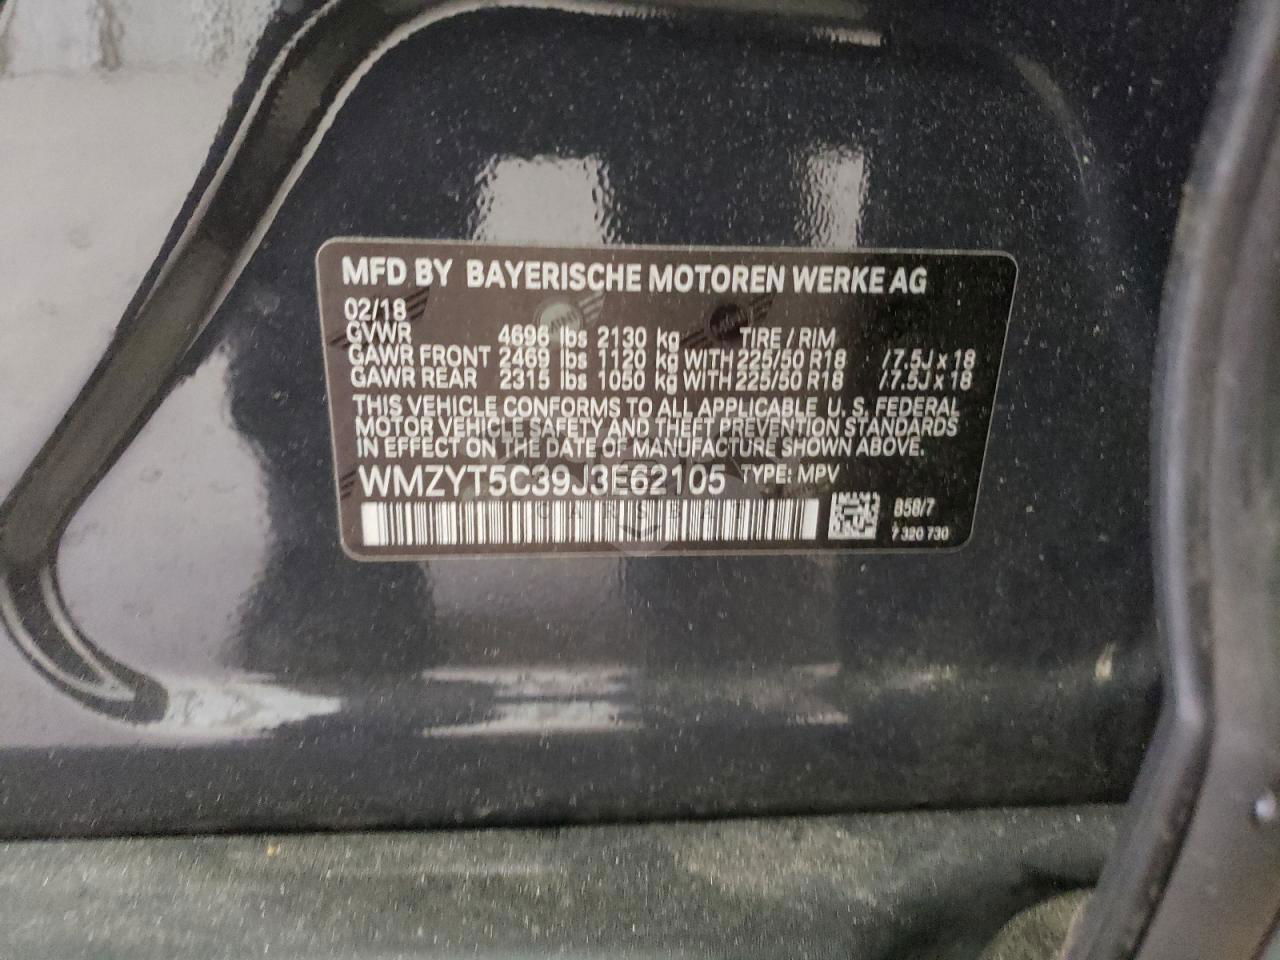 MFD BY BAYERISCHE MOTOREN WERKE AG
02/18
GVWR 4696 lbs 2130 kg TIRE / RIM
GAWR FRONT 2469 lbs 1120 kg WITH 225/50 R18 /7.5J x 18
GAWR REAR 2315 lbs 1050 kg WITH 225/50 R18 /7.5J x 18
THIS VEHICLE CONFORMS TO ALL APPLICABLE U. S. FEDERAL
MOTOR VEHICLE SAFETY AND THEFT PREVENTION STANDARDS
IN EFFECT ON THE DATE OF MANUFACTURE SHOWN ABOVE.
WMZYT5C39J3E62105 TYPE: MPV
B58/7
7 320 730